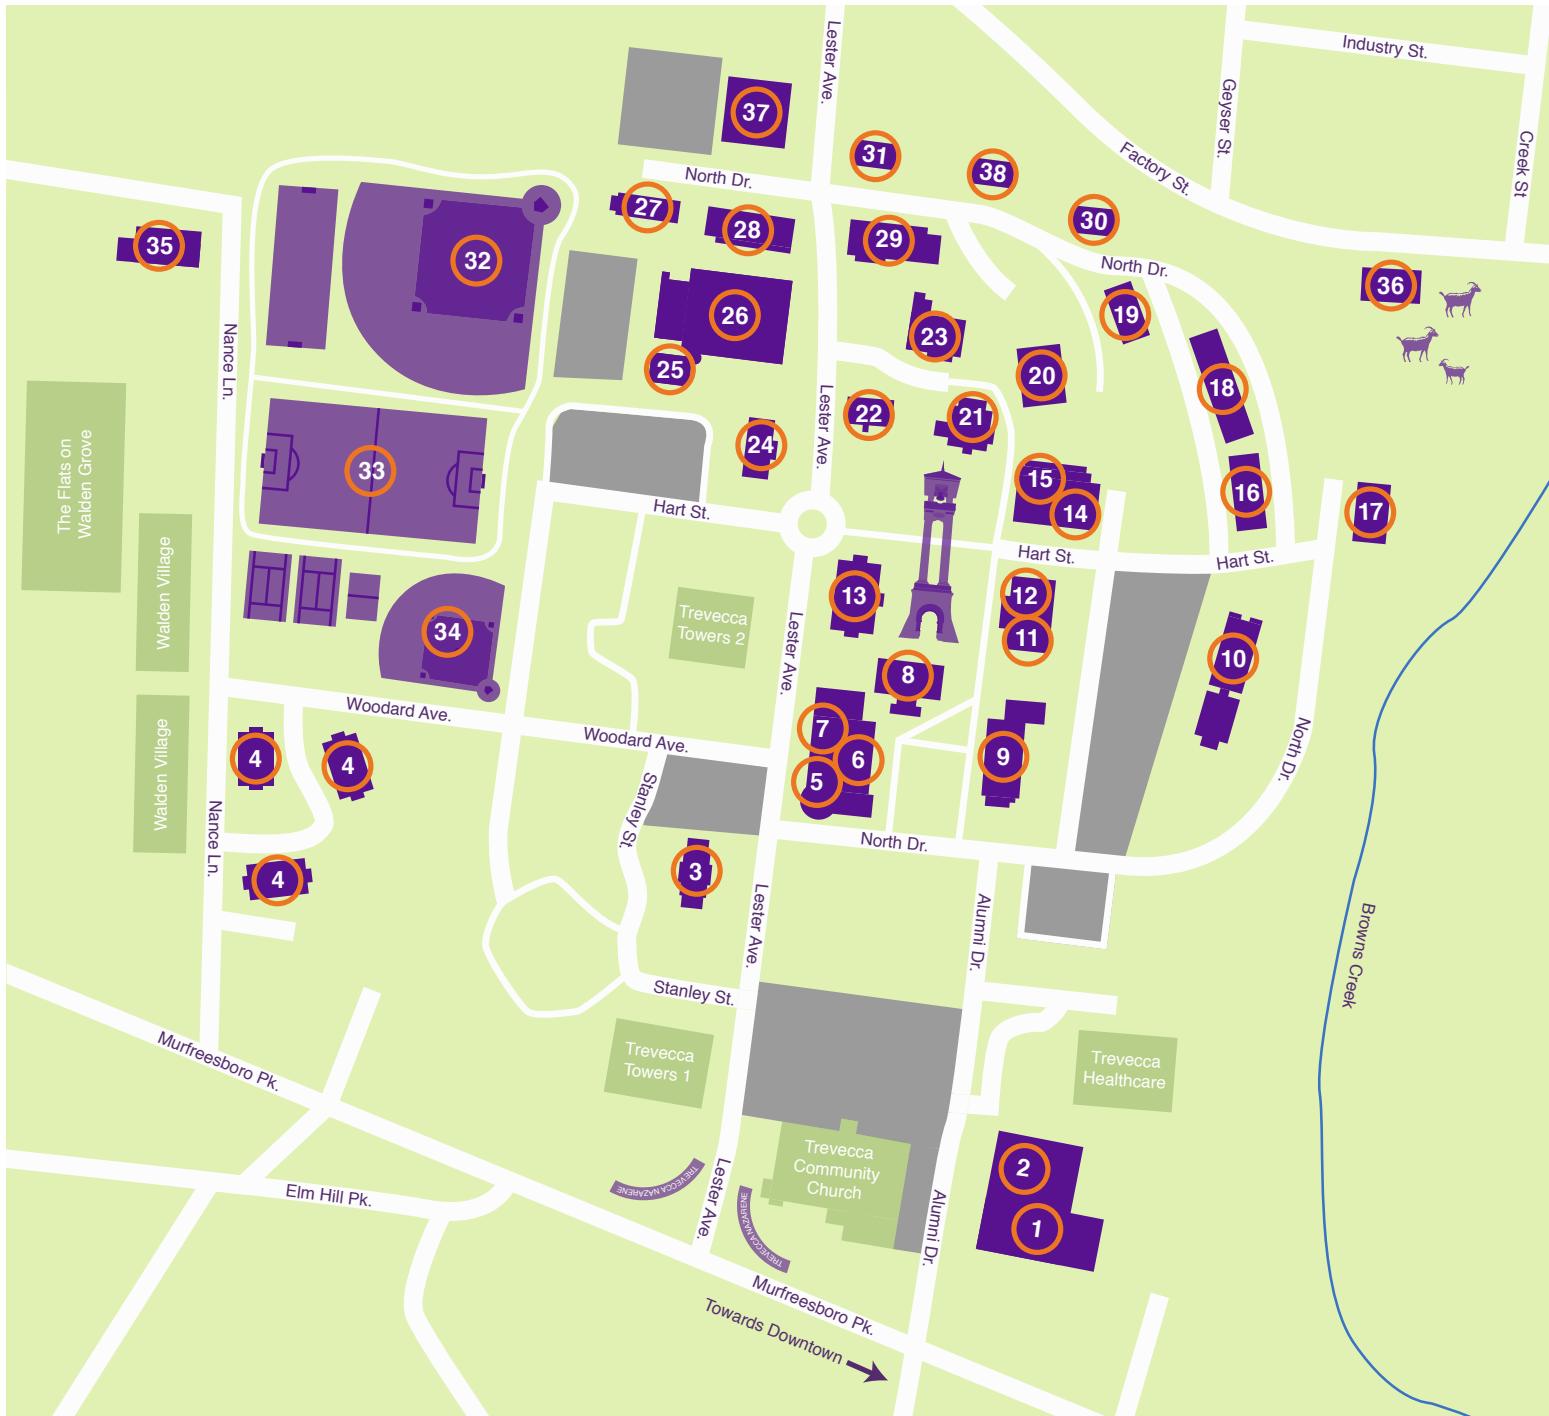 Lester Ave.
Industry St.
Geyser St.
Creek St
Factory St.
37
31
38
North Dr.
27
28
29
30
35
32
26
23
19
36
North Dr.
Nance Ln.
25
20
18
Lester Ave.
22
21
24
The Flats on
Walden Grove
33
15
14
16
17
Hart St.
Hart St.
Hart St.
Walden Village
13
12
11
Trevecca
Towers 2
34
Lester Ave.
10
8
Woodard Ave.
Woodard Ave.
7
6
5
9
North Dr.
Walden Village
4
4
4
Nance Ln.
Stanley St.
3
North Dr.
Lester Ave.
Alumni Dr.
Browns Creek
Stanley St.
Murfreesboro Pk.
Trevecca
Towers 1
Trevecca
Healthcare
Trevecca
Community
Church
2
1
TREVECCA NAZARENE
TREVECCA NAZARENE
Elm Hill Pk.
Lester Ave.
Alumni Dr.
Murfreesboro Pk.
Towards Downtown